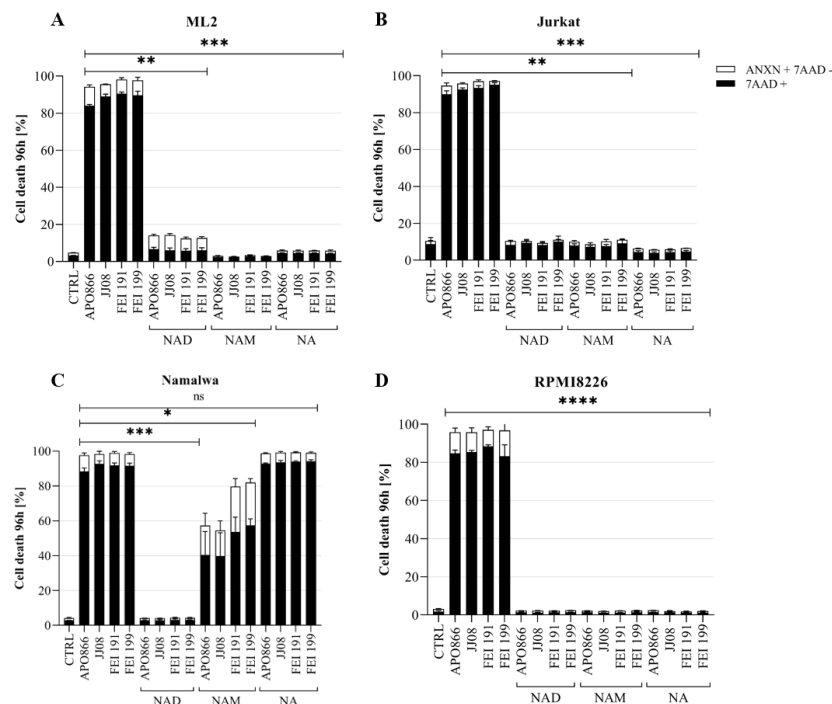 A
ML2
***
**
Cell death 96h [%]
100
80
60
40
20
0
CTRL
APO866
JJ08
FEI 191
FEI 199
APO866
JJ08
FEI 191
FEI 199
APO866
JJ08
FEI 191
FEI 199
APO866
JJ08
FEI 191
FEI 199
NAD
NAM
NA
B
Jurkat
***
**
Cell death 96h [%]
100
80
60
40
20
0
CTRL
APO866
JJ08
FEI 191
FEI 199
APO866
JJ08
FEI 191
FEI 199
APO866
JJ08
FEI 191
FEI 199
APO866
JJ08
FEI 191
FEI 199
NAD
NAM
NA
ANXN + 7AAD -
7AAD +
C
Namalwa
ns
*
***
Cell death 96h [%]
100
80
60
40
20
0
CTRL
APO866
JJ08
FEI 191
FEI 199
APO866
JJ08
FEI 191
FEI 199
APO866
JJ08
FEI 191
FEI 199
APO866
JJ08
FEI 191
FEI 199
NAD
NAM
NA
D
RPMI8226
****
Cell death 96h [%]
100
80
60
40
20
0
CTRL
APO866
JJ08
FEI 191
FEI 199
APO866
JJ08
FEI 191
FEI 199
APO866
JJ08
FEI 191
FEI 199
APO866
JJ08
FEI 191
FEI 199
NAD
NAM
NA